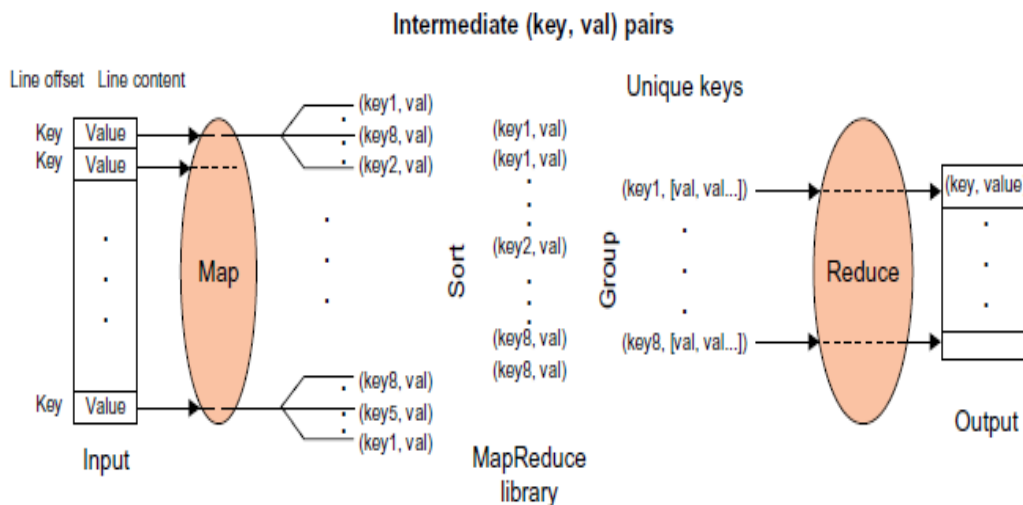 Intermediate (key, val) pairs
Line offset Line content
Key Value
Key Value
Key Value
Input
Map
(key1, val)
(key8, val)
(key2, val)
(key8, val)
(key5, val)
(key1, val)
Sort
(key1, val)
(key1, val)
(key2, val)
(key8, val)
(key8, val)
MapReduce
library
Group
Unique keys
(key1, [val, val...])
(key8, [val, val...])
Reduce
(key, value
Output